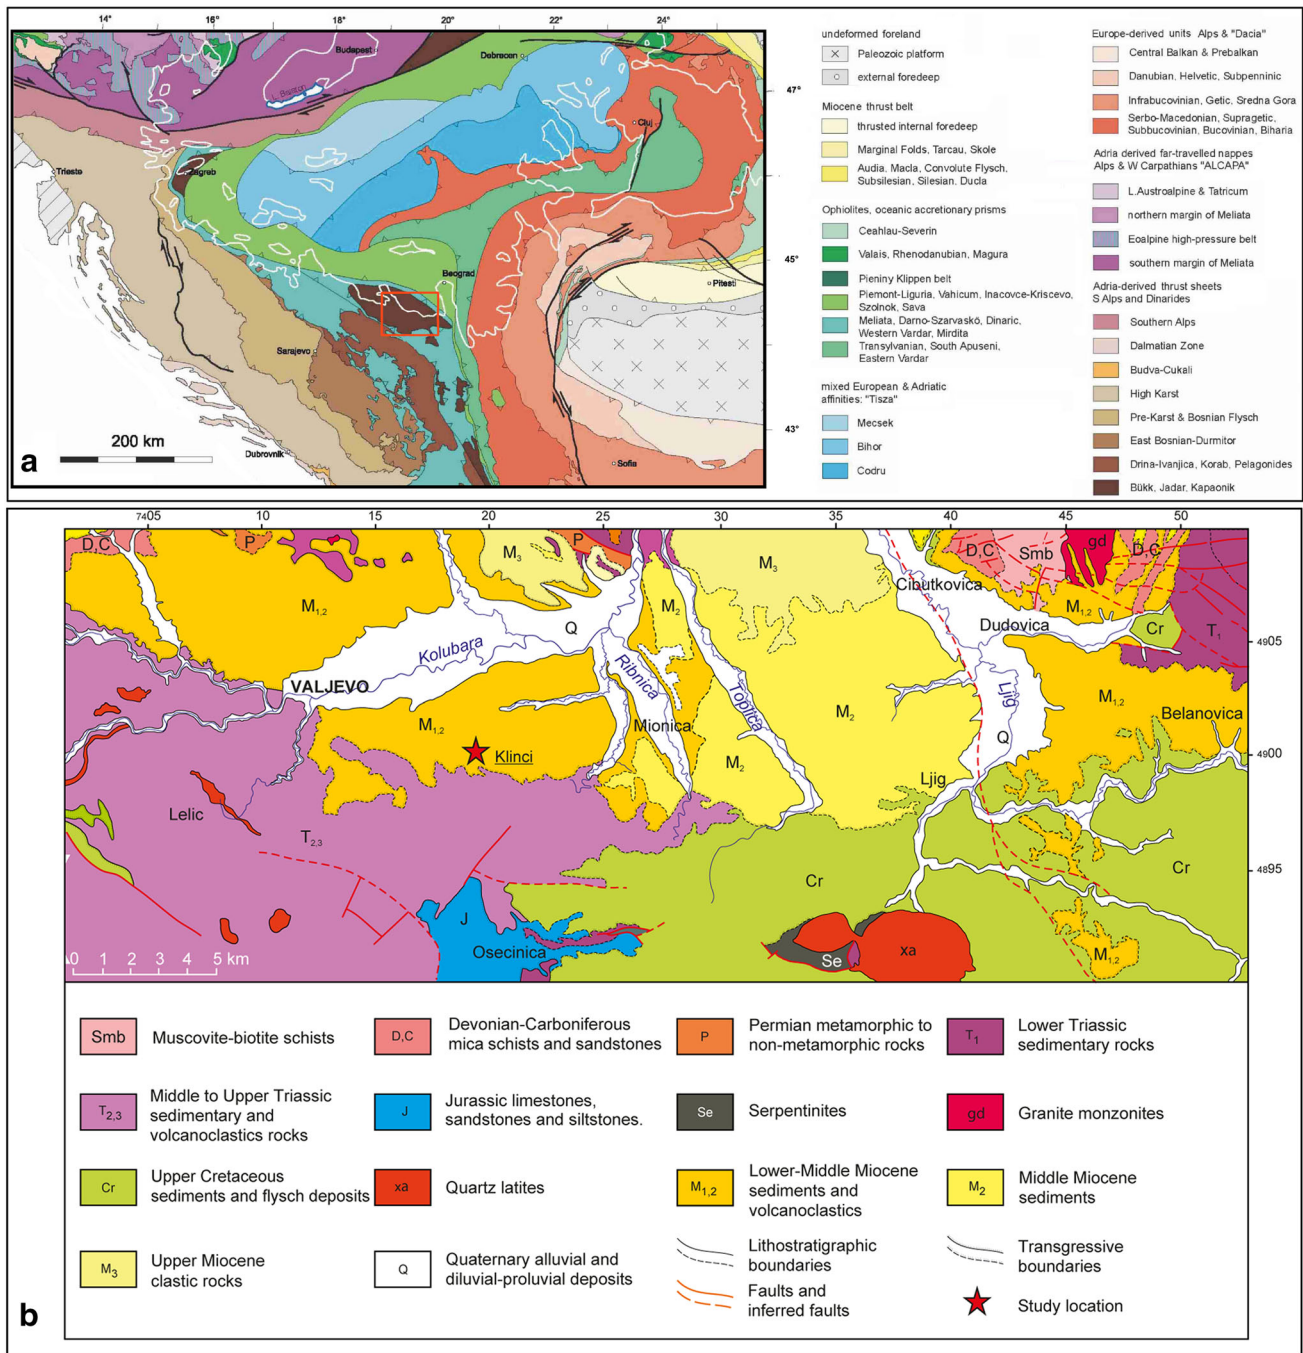 14°
16°
18°
20°
22°
24°
Budapest
Debrecen
47°
Cluj
Trieste
Zagreb
45°
Beograd
Pitesti
Sarajevo
43°
200 km
Dubrovnik
Sofia
a
undeformed foreland
Paleozoic platform
external foredeep
Miocene thrust belt
thrusted internal foredeep
Marginal Folds, Tarcau, Skole
Audia, Macla, Convolute Flysch,
Subsilesian, Silesian, Ducla
Ophiolites, oceanic accretionary prisms
Ceahlau-Severin
Valais, Rhenodanubian, Magura
Pieniny Klippen belt
Piemont-Liguria, Vahicum, Inacovce-Kriscevo,
Szolnok, Sava
Meliata, Darno-Szarvaskö, Dinaric,
Western Vardar, Mirdita
Transylvanian, South Apuseni,
Eastern Vardar
mixed European & Adriatic
affinities: "Tisza"
Mecsek
Bihor
Codru
Europe-derived units Alps & "Dacia"
Central Balkan & Prebalkan
Danubian, Helvetic, Subpenninic
Infrabucovinian, Getic, Sredna Gora
Serbo-Macedonian, Supragetic,
Subbucovinian, Bucovinian, Biharia
Adria derived far-travelled nappes
Alps & W Carpathians "ALCAPA"
L.Austroalpine & Tatricum
northern margin of Meliata
Eoalpine high-pressure belt
southern margin of Meliata
Adria-derived thrust sheets
S Alps and Dinarides
Southern Alps
Dalmatian Zone
Budva-Cukali
High Karst
Pre-Karst & Bosnian Flysch
East Bosnian-Durmitor
Drina-Ivanjica, Korab, Pelagonides
Bükk, Jadar, Kapaonik
7405
10
15
20
25
30
35
40
45
50
D,C
P
M3
P
M3
D,C
Smb
gd
D,C
Cibutkovica
M1,2
M2
M1,2
Q
Dudovica
Cr
T1
4905
Kolubara
Ribnica
VALJEVO
Toplica
Ljig
M1,2
Mionica
M2
M1,2
Belanovica
Klinci
Q
4900
M2
Ljig
Lelic
T2,3
Cr
Cr
4895
J
Osecinica
Se
xa
M1,2
0 1 2 3 4 5 km
Smb
Muscovite-biotite schists
D,C
Devonian-Carboniferous
mica schists and sandstones
P
Permian metamorphic to
non-metamorphic rocks
T1
Lower Triassic
sedimentary rocks
T2,3
Middle to Upper Triassic
sedimentary and
volcanoclastics rocks
J
Jurassic limestones,
sandstones and siltstones.
Se
Serpentinites
gd
Granite monzonites
Cr
Upper Cretaceous
sediments and flysch deposits
xa
Quartz latites
M1,2
Lower-Middle Miocene
sediments and
volcanoclastics
M2
Middle Miocene
sediments
M3
Upper Miocene
clastic rocks
Q
Quaternary alluvial and
diluvial-proluvial deposits
Lithostratigraphic
boundaries
Faults and
inferred faults
Transgressive
boundaries
Study location
b